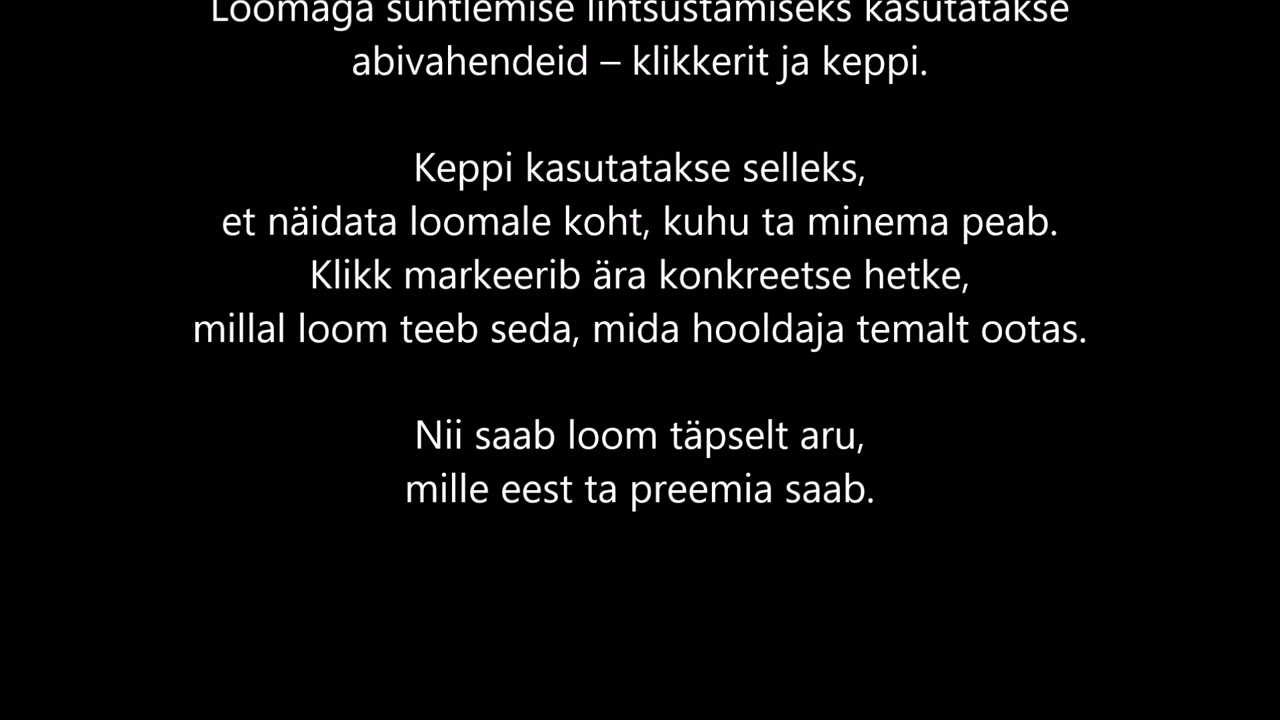 Loomaga suhtlemise lihtsustamiseks kasutatakse
abivahendeid – klikkerit ja keppi.
Keppi kasutatakse selleks,
et näidata loomale koht, kuhu ta minema peab.
Klikk markeerib ära konkreetse hetke,
millal loom teeb seda, mida hooldaja temalt ootas.
Nii saab loom täpselt aru,
mille eest ta preemia saab.